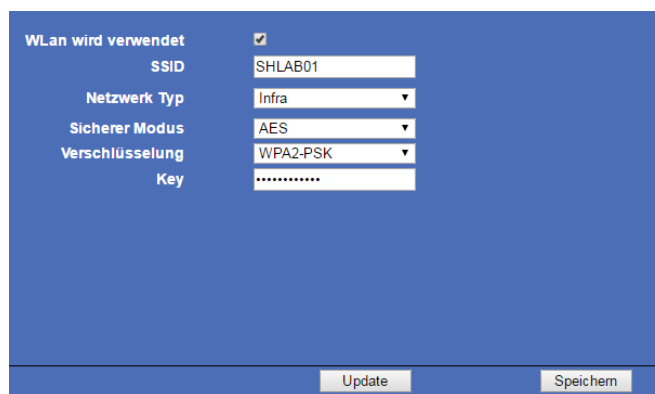 WLan wird verwendet
SSID SHLAB01
Netzwerk Typ Infra
Sicherer Modus AES
Verschlüsselung WPA2-PSK
Key ••••••••••••
Update Speichern